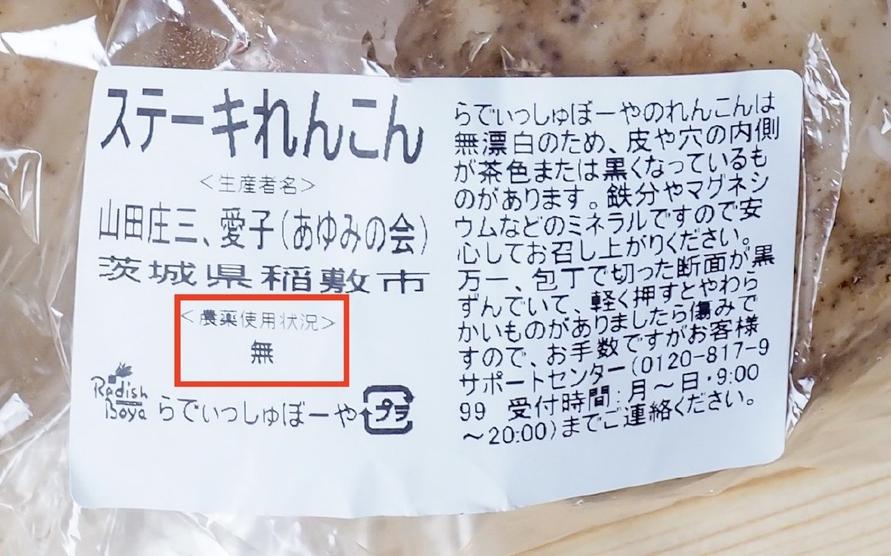 ステーキれんこん
<生産者名>
山田庄三、愛子(あゆみの会)
茨城県稲敷市
<農薬使用状況>
無
Radish
Boya
らでぃっしゅぼーや
プラ
らでぃっしゅぼーやのれんこんは
無漂白のため、皮や穴の内側
が茶色または黒くなっているも
のがあります。鉄分やマグネシ
ウムなどのミネラルですので安
心してお召し上がりください。
万一、包丁で切った断面が黒
ずんでいて、軽く押すとやわら
かいものがありましたら傷みで
すので、お手数ですがお客様
サポートセンター(0120-817-9
99 受付時間:月～日・9:00
～20:00)までご連絡ください。